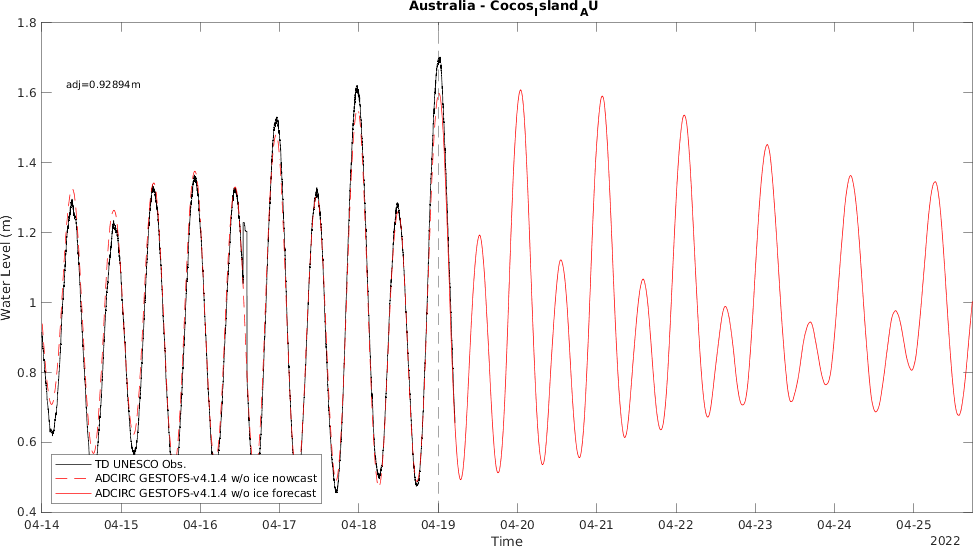 Australia - Cocos_Island_AU
1.8
adj=0.92894m
1.6
1.4
1.2
1
0.8
0.6
0.4
Water Level (m)
TD UNESCO Obs.
ADCIRC GESTOFS-v4.1.4 w/o ice nowcast
ADCIRC GESTOFS-v4.1.4 w/o ice forecast
04-14 04-15 04-16 04-17 04-18 04-19 04-20 04-21 04-22 04-23 04-24 04-25
Time
2022